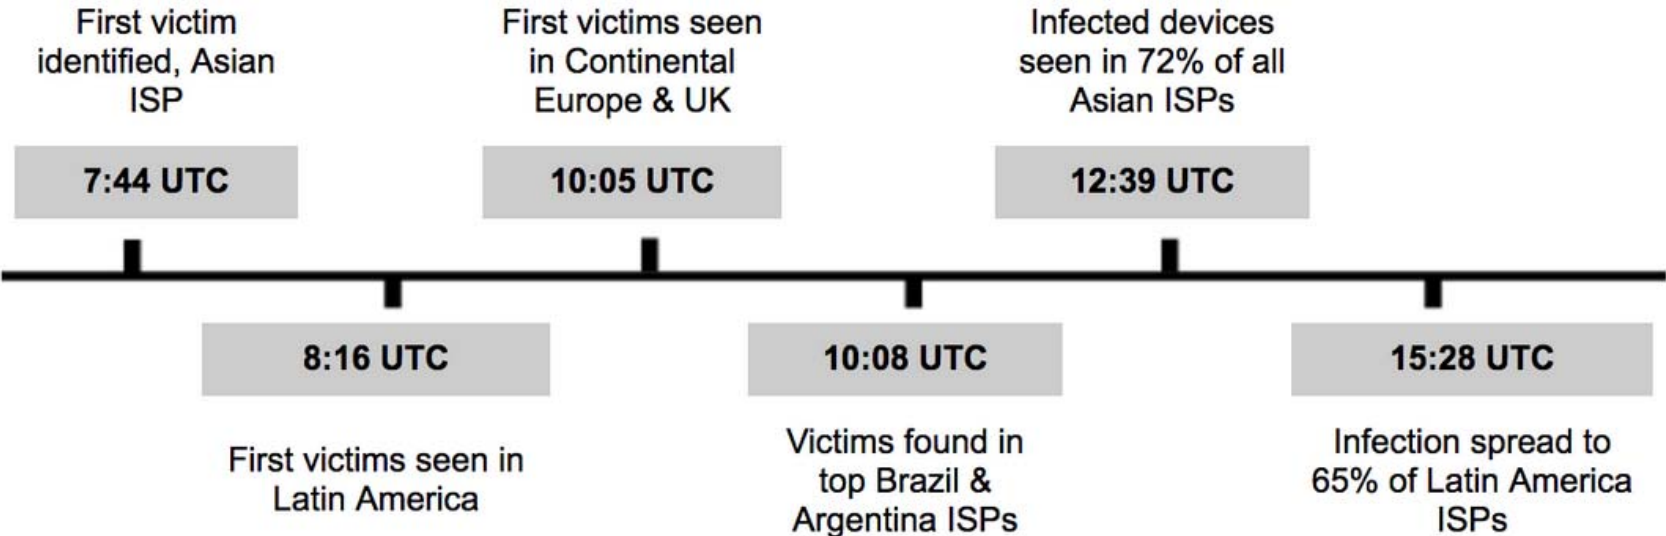 First victim
identified, Asian
ISP
7:44 UTC
8:16 UTC
First victims seen in
Latin America
First victims seen
in Continental
Europe & UK
10:05 UTC
10:08 UTC
Victims found in
top Brazil &
Argentina ISPs
Infected devices
seen in 72% of all
Asian ISPs
12:39 UTC
15:28 UTC
Infection spread to
65% of Latin America
ISPs